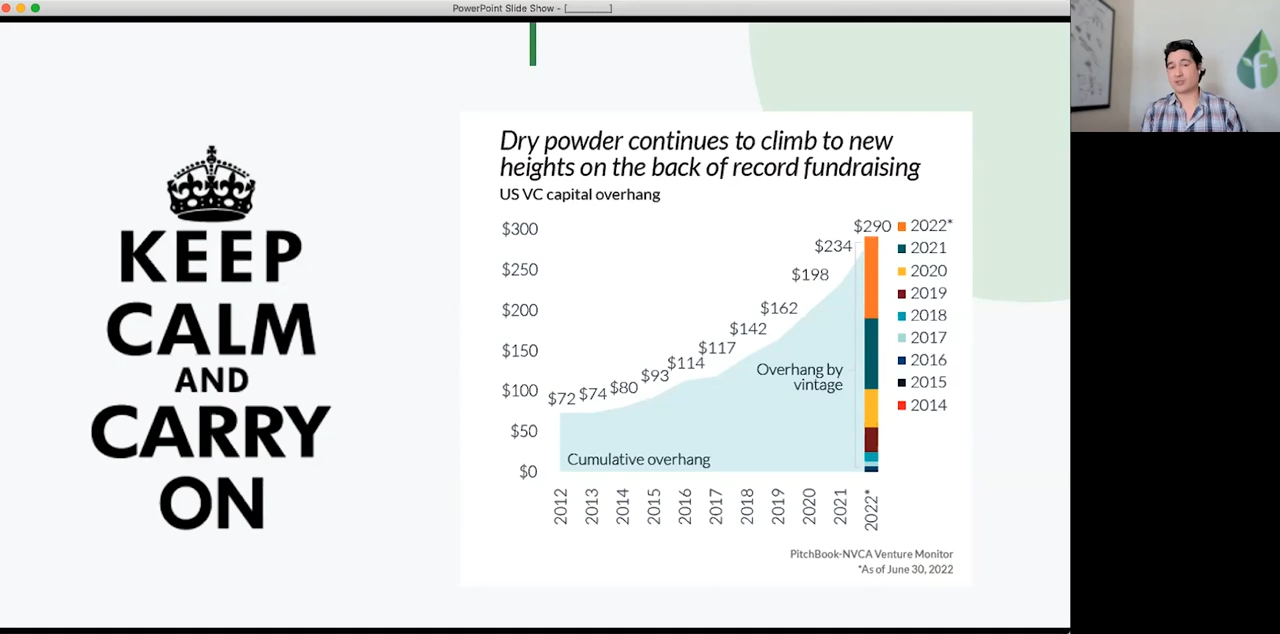 PowerPoint Slide Show - [________]
KEEP
CALM
AND
CARRY
ON
Dry powder continues to climb to new
heights on the back of record fundraising
US VC capital overhang
$300
$250
$200
$150
$100
$50
$0
$72
$74
$80
$93
$114
$117
$142
$162
$198
$234
$290
Overhang by
vintage
Cumulative overhang
2012
2013
2014
2015
2016
2017
2018
2019
2020
2021
2022*
2022*
2021
2020
2019
2018
2017
2016
2015
2014
PitchBook-NVCA Venture Monitor
*As of June 30, 2022
f